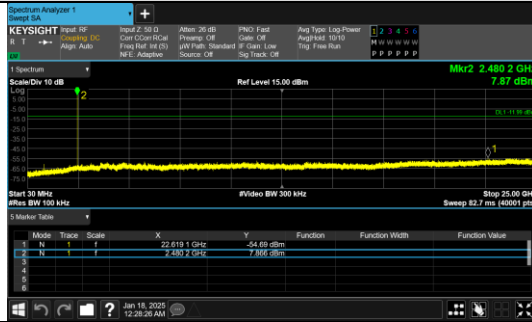 Spectrum Analyzer 1
Swept SA
+
KEYSIGHT Input: RF Input Z: 50 Ω Atten: 26 dB PNO: Fast Avg Type: Log-Power 1 2 3 4 5 6
R T Coupling: DC Corr CCorr RCal Preamp: Off Gate: Off Avg|Hold: 10/10 M W W W W W
Align: Auto Freq Ref: Int (S) µW Path: Standard IF Gain: Low Trig: Free Run P P P P P P
NFE: Adaptive Source: Off Sig Track: Off
LXI
1 Spectrum
Mkr2 2.480 2 GHz
Scale/Div 10 dB Ref Level 15.00 dBm 7.87 dBm
Log
5.00
-5.00
-15.0
-25.0
-35.0
-45.0
-55.0
-65.0
-75.0
2
1
Start 30 MHz #Video BW 300 kHz Stop 25.00 GHz
#Res BW 100 kHz Sweep 82.7 ms (40001 pts)
5 Marker Table
Mode Trace Scale X Y Function Function Width Function Value
1 N 1 f 22.619 1 GHz -54.69 dBm
2 N 1 f 2.480 2 GHz 7.866 dBm
3
4
5
6
? Jan 18, 2025
12:28:26 AM